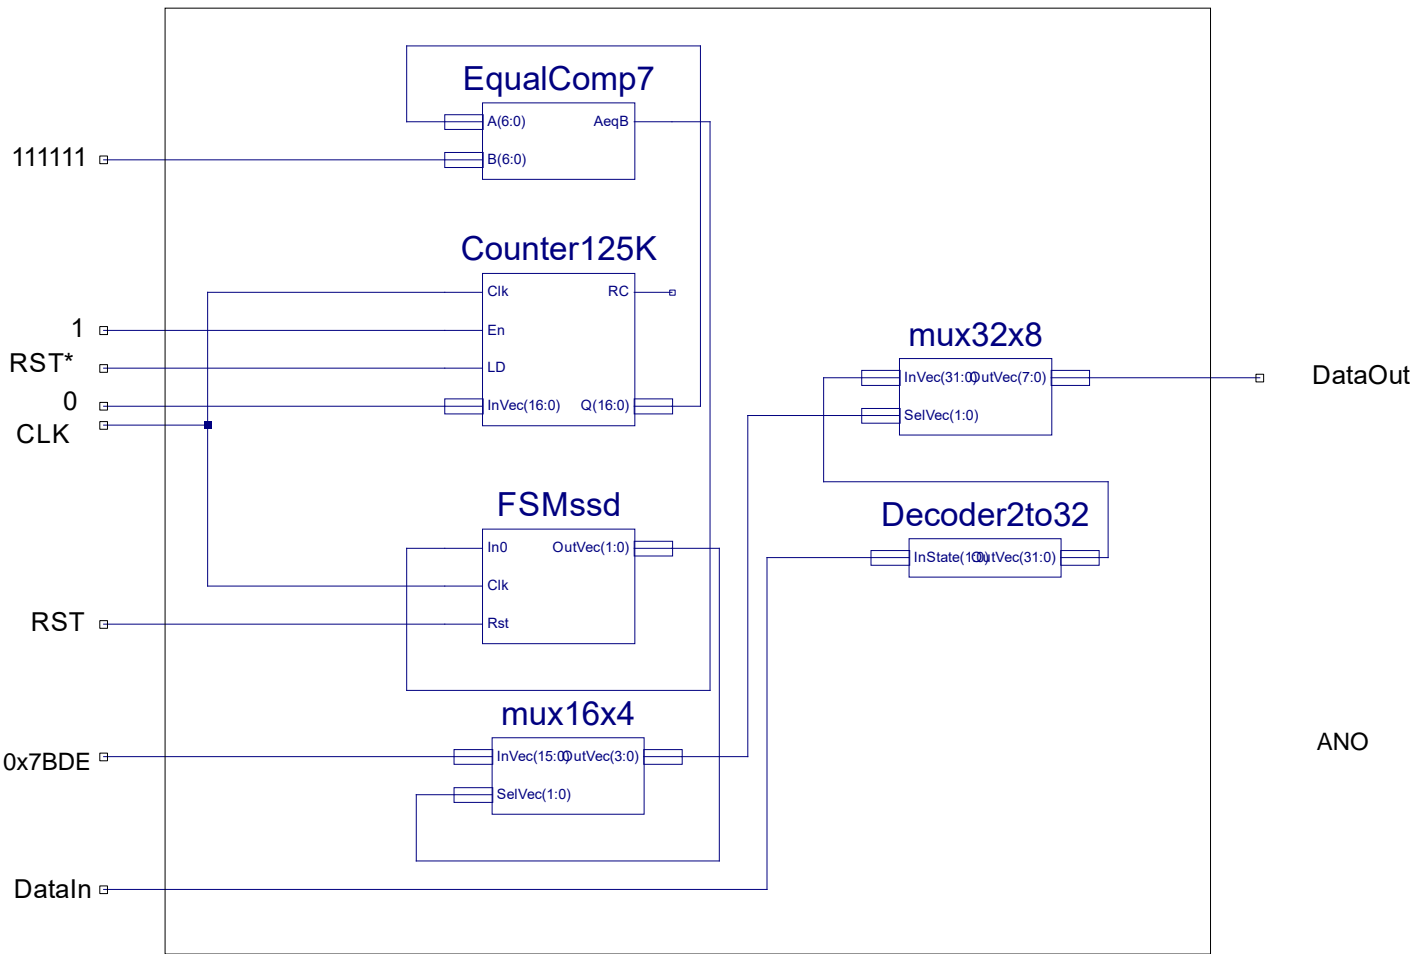 EqualComp7
A(6:0) AeqB
111111 B(6:0)
Counter125K
Clk RC
1 En
RST* LD
0 InVec(16:0) Q(16:0)
CLK
mux32x8
InVec(31:0) OutVec(7:0) DataOut
SelVec(1:0)
FSMssd
In0 OutVec(1:0)
Clk
RST Rst
Decoder2to32
InState(1:0) OutVec(31:0)
mux16x4
0x7BDE InVec(15:0) OutVec(3:0)
SelVec(1:0)
ANO
DataIn